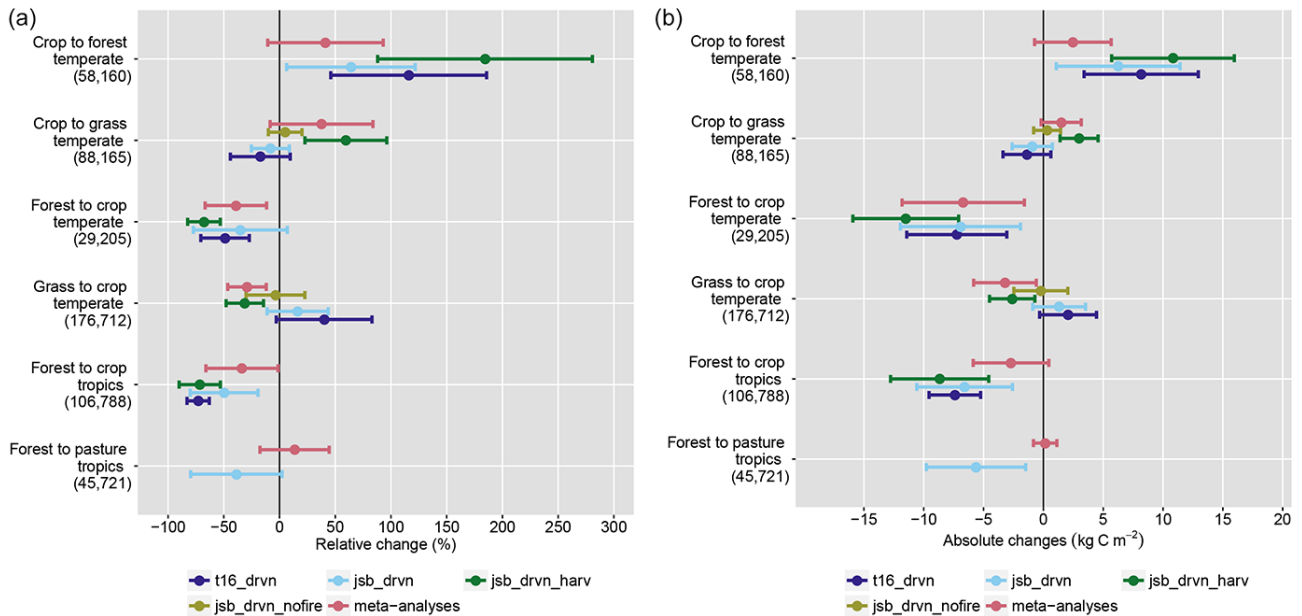 (a)
Crop to forest
temperate
(58,160)
Crop to grass
temperate
(88,165)
Forest to crop
temperate
(29,205)
Grass to crop
temperate
(176,712)
Forest to crop
tropics
(106,788)
Forest to pasture
tropics
(45,721)
−100 −50 0 50 100 150 200 250 300
Relative change (%)
t16_drvn jsb_drvn jsb_drvn_harv
jsb_drvn_nofire meta−analyses
(b)
Crop to forest
temperate
(58,160)
Crop to grass
temperate
(88,165)
Forest to crop
temperate
(29,205)
Grass to crop
temperate
(176,712)
Forest to crop
tropics
(106,788)
Forest to pasture
tropics
(45,721)
−15 −10 −5 0 5 10 15 20
Absolute changes (kg C m⁻²)
t16_drvn jsb_drvn jsb_drvn_harv
jsb_drvn_nofire meta−analyses